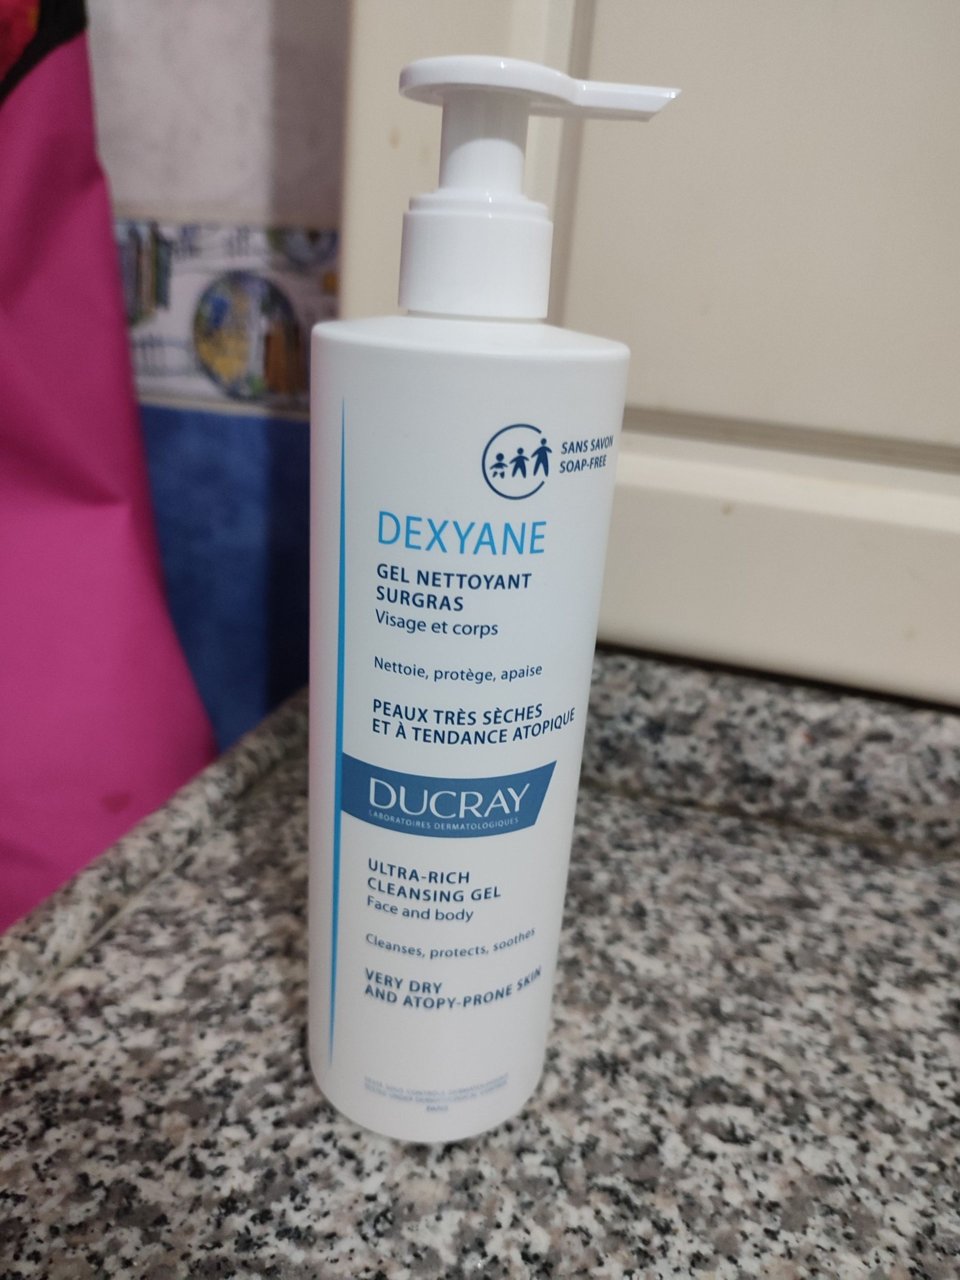 SANS SAVON
SOAP-FREE
DEXYANE
GEL NETTOYANT
SURGRAS
Visage et corps
Nettoie, protège, apaise
PEAUX TRÈS SÈCHES
ET À TENDANCE ATOPIQUE
DUCRAY
LABORATOIRES DERMATOLOGIQUES
ULTRA-RICH
CLEANSING GEL
Face and body
Cleanses, protects, soothes
VERY DRY
AND ATOPY-PRONE SKIN